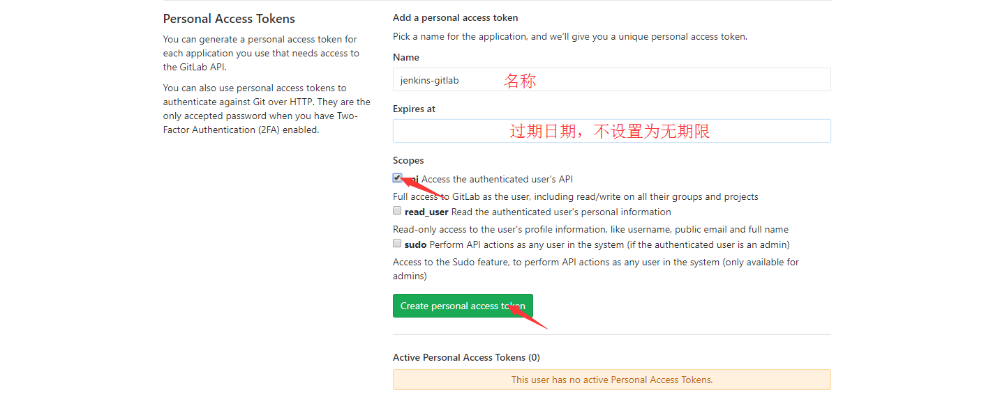 Personal Access Tokens
You can generate a personal access token for
each application you use that needs access to
the GitLab API.
You can also use personal access tokens to
authenticate against Git over HTTP. They are the
only accepted password when you have Two-
Factor Authentication (2FA) enabled.
Add a personal access token
Pick a name for the application, and we'll give you a unique personal access token.
Name
jenkins-gitlab 名称
Expires at
过期日期，不设置为无期限
Scopes
api Access the authenticated user's API
Full access to GitLab as the user, including read/write on all their groups and projects
read_user Read the authenticated user's personal information
Read-only access to the user's profile information, like username, public email and full name
sudo Perform API actions as any user in the system (if the authenticated user is an admin)
Access to the Sudo feature, to perform API actions as any user in the system (only available for
admins)
Create personal access token
Active Personal Access Tokens (0)
This user has no active Personal Access Tokens.